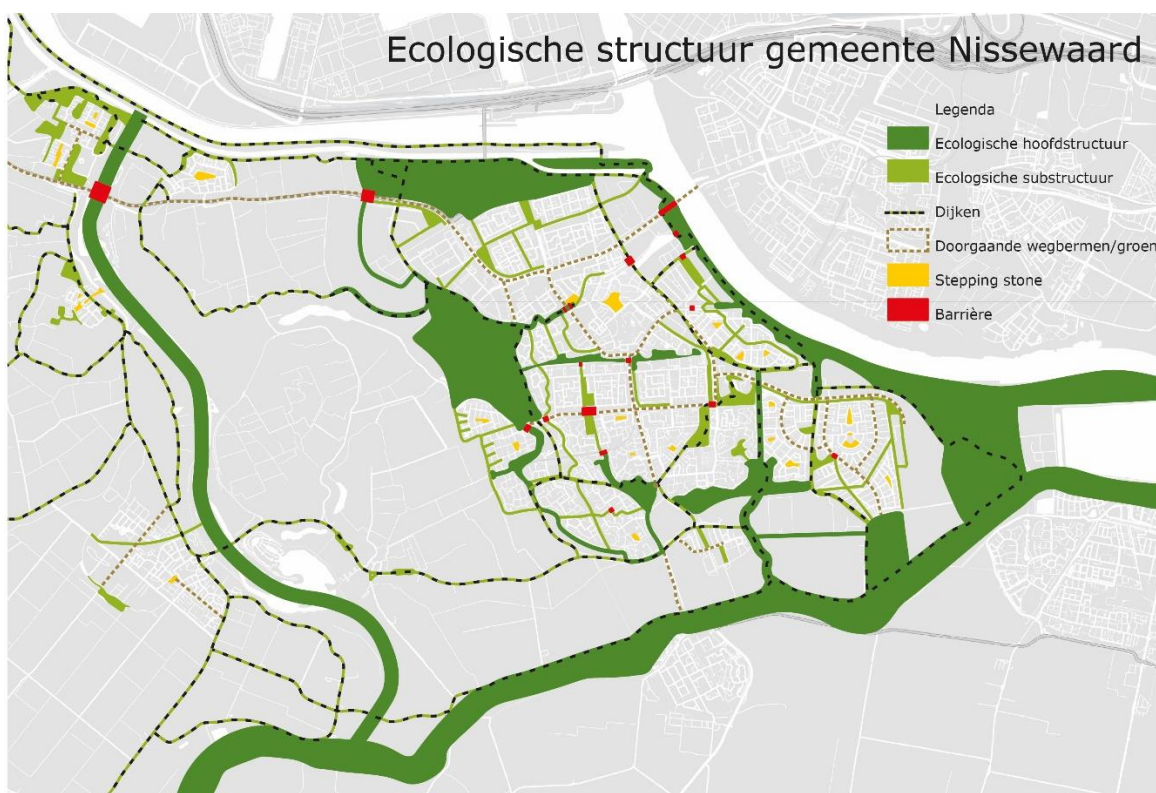 Ecologische structuur gemeente Nissewaard
Legenda
Ecologische hoofdstructuur
Ecologsiche substructuur
Dijken
Doorgaande wegbermen/groen
Stepping stone
Barrière